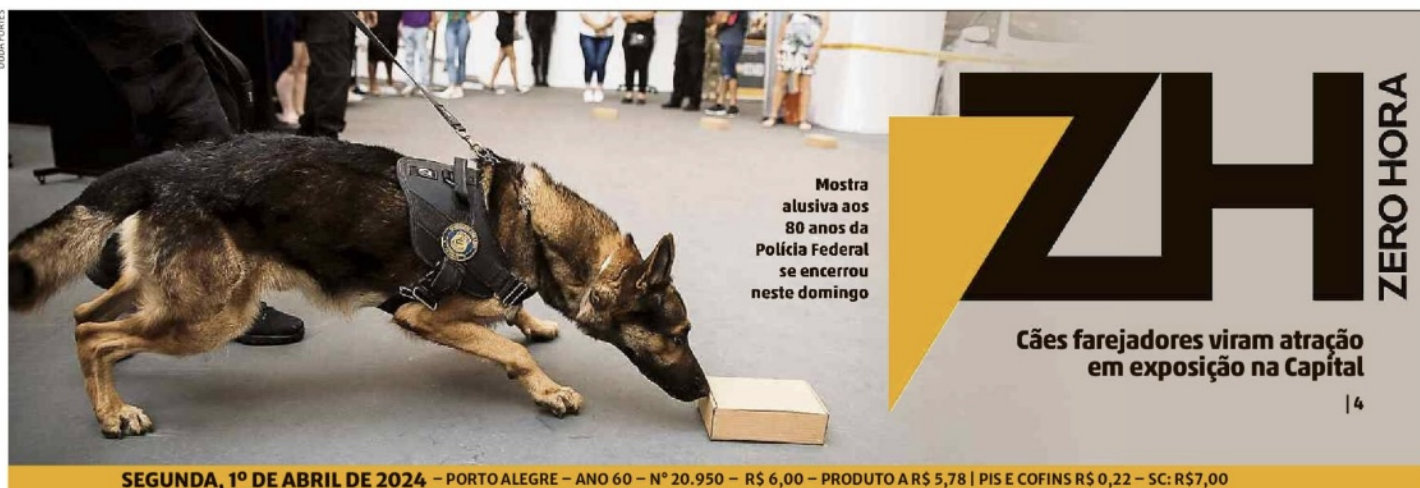 DUDA FORTES
Mostra
alusiva aos
80 anos da
Polícia Federal
se encerrou
neste domingo
ZH
ZERO HORA
Cães farejadores viram atração
em exposição na Capital
| 4
SEGUNDA, 1º DE ABRIL DE 2024 – PORTO ALEGRE – ANO 60 – Nº 20.950 – R$ 6,00 – PRODUTO A R$ 5,78 | PIS E COFINS R$ 0,22 – SC: R$7,00